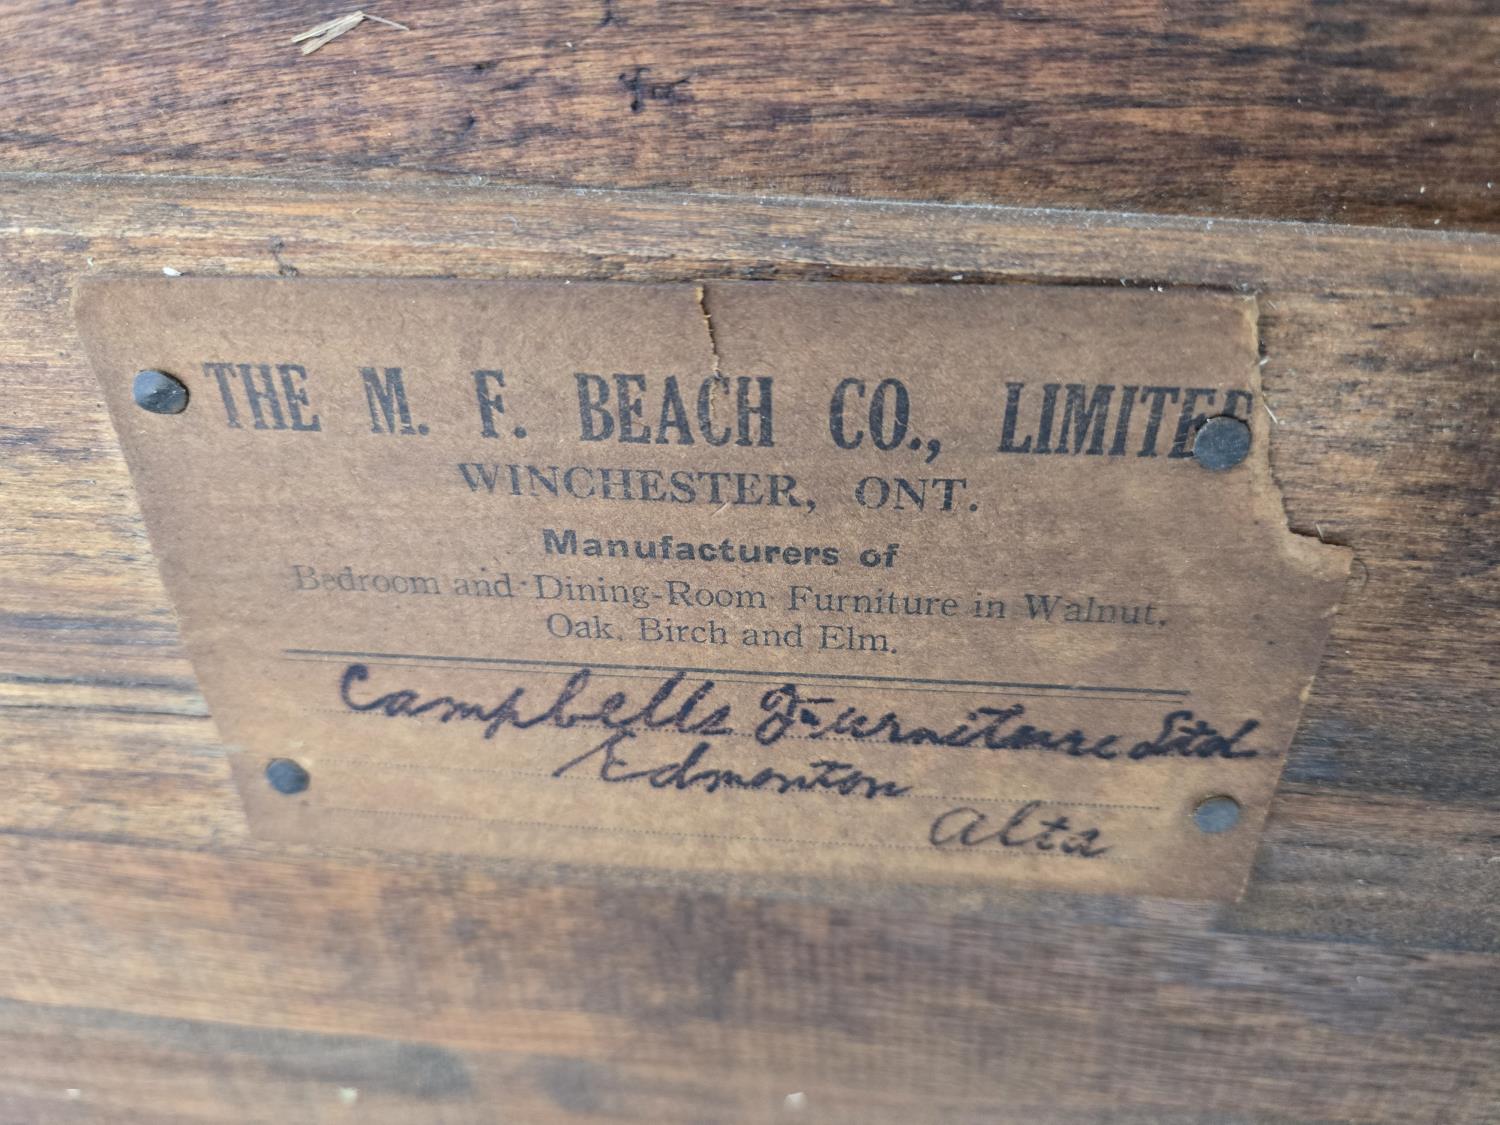 THE M. F. BEACH CO., LIMITED
WINCHESTER, ONT.
Manufacturers of
Bedroom and Dining-Room Furniture in Walnut,
Oak, Birch and Elm.
Campbells Furniture Ltd
Edmonton
Alta